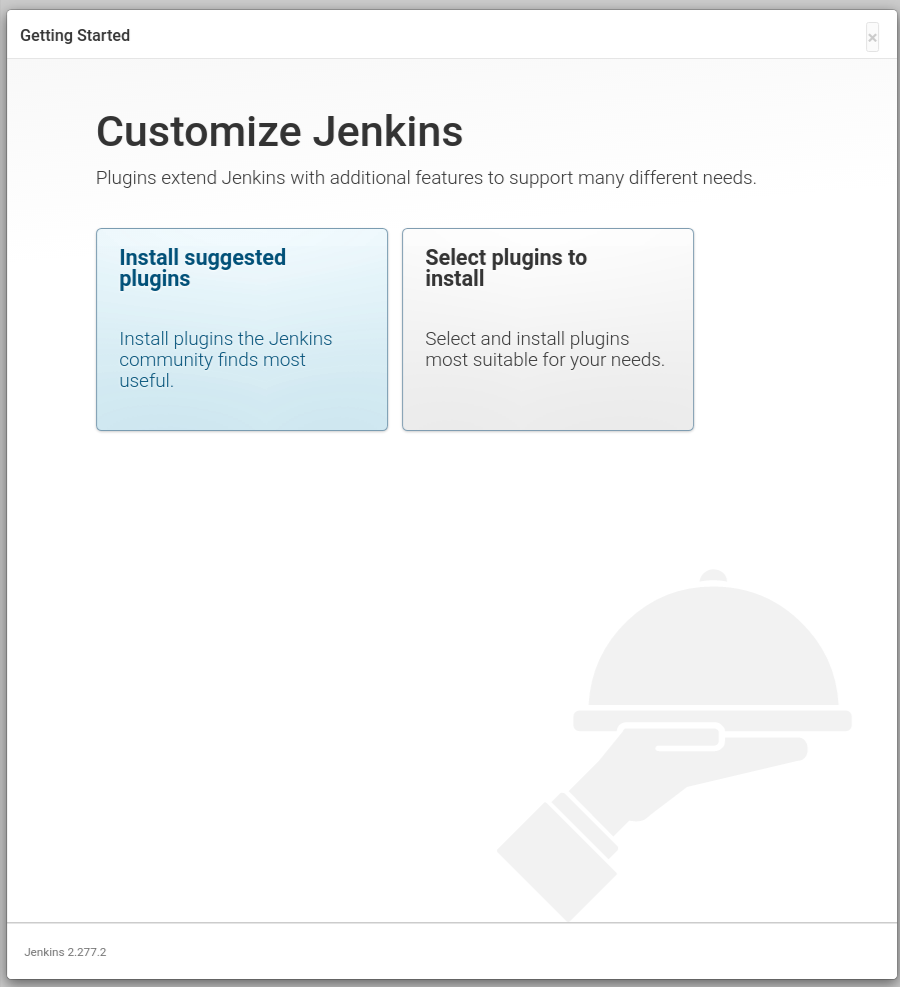 Getting Started
×
Customize Jenkins
Plugins extend Jenkins with additional features to support many different needs.
Install suggested
plugins
Install plugins the Jenkins
community finds most
useful.
Select plugins to
install
Select and install plugins
most suitable for your needs.
Jenkins 2.277.2